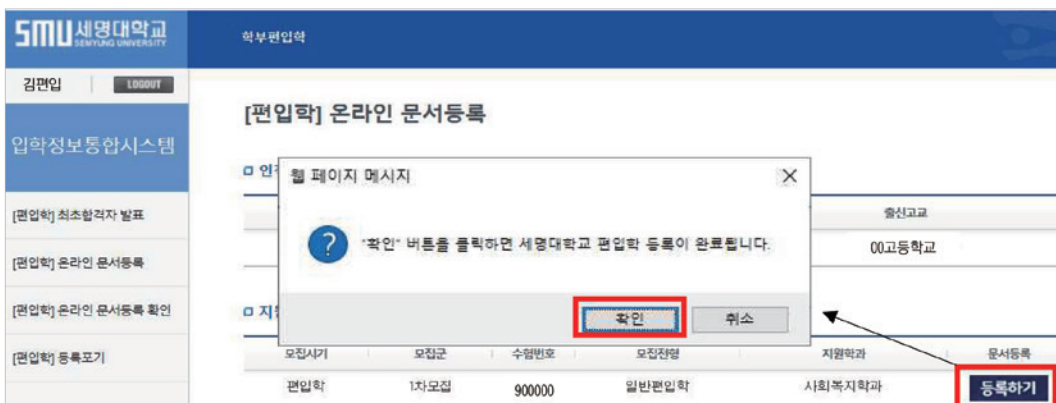 SMU 세명대학교
SEMYUNG UNIVERSITY
학부편입학
김편입
LOGOUT
입학정보통합시스템
[편입학] 최초합격자 발표
[편입학] 온라인 문서등록
[편입학] 온라인 문서등록 확인
[편입학] 등록포기
[편입학] 온라인 문서등록
출신고교
00고등학교
웹 페이지 메시지
"확인" 버튼을 클릭하면 세명대학교 편입학 등록이 완료됩니다.
확인
취소
모집시기 모집군 수험번호 모집전형 지원학과 문서등록
편입학 1차모집 900000 일반편입학 사회복지학과 등록하기